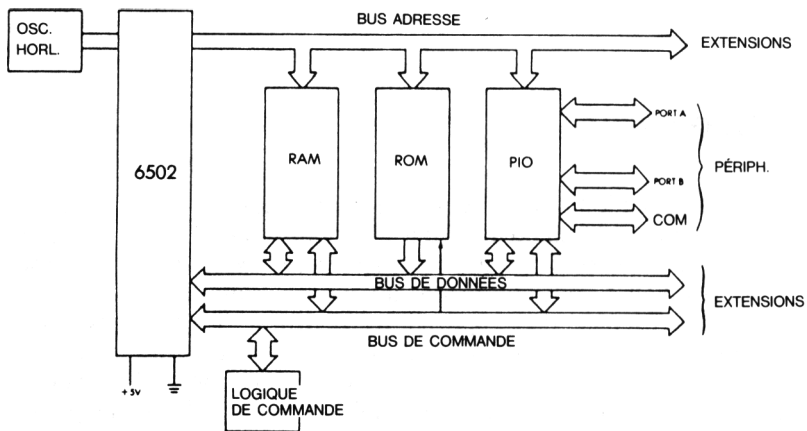 OSC.
HORL.
BUS ADRESSE
EXTENSIONS
6502
RAM
ROM
PIO
PORT A
PORT B
COM
PÉRIPH.
BUS DE DONNÉES
BUS DE COMMANDE
EXTENSIONS
+ 5V
LOGIQUE
DE COMMANDE